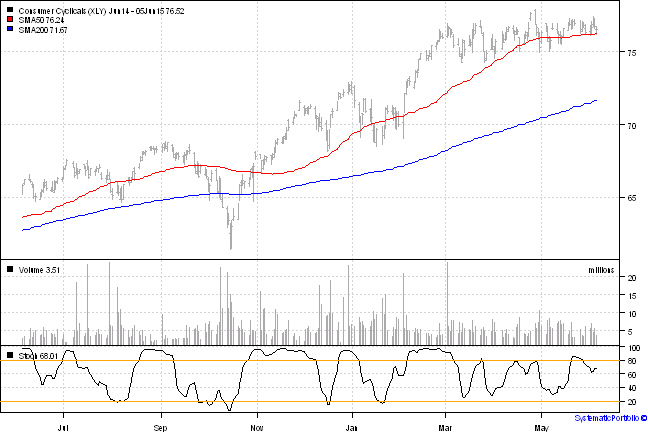 Consumer Cyclicals (XLY) Jun14 - 05Jun15 76.52
SMA50 76.24
SMA200 71.67
75
70
65
Volume 3.51
millions
20
15
10
5
Stoch 68.01
100
80
60
40
20
Jul Sep Nov Jan Mar May
SystematicPortfolio ©